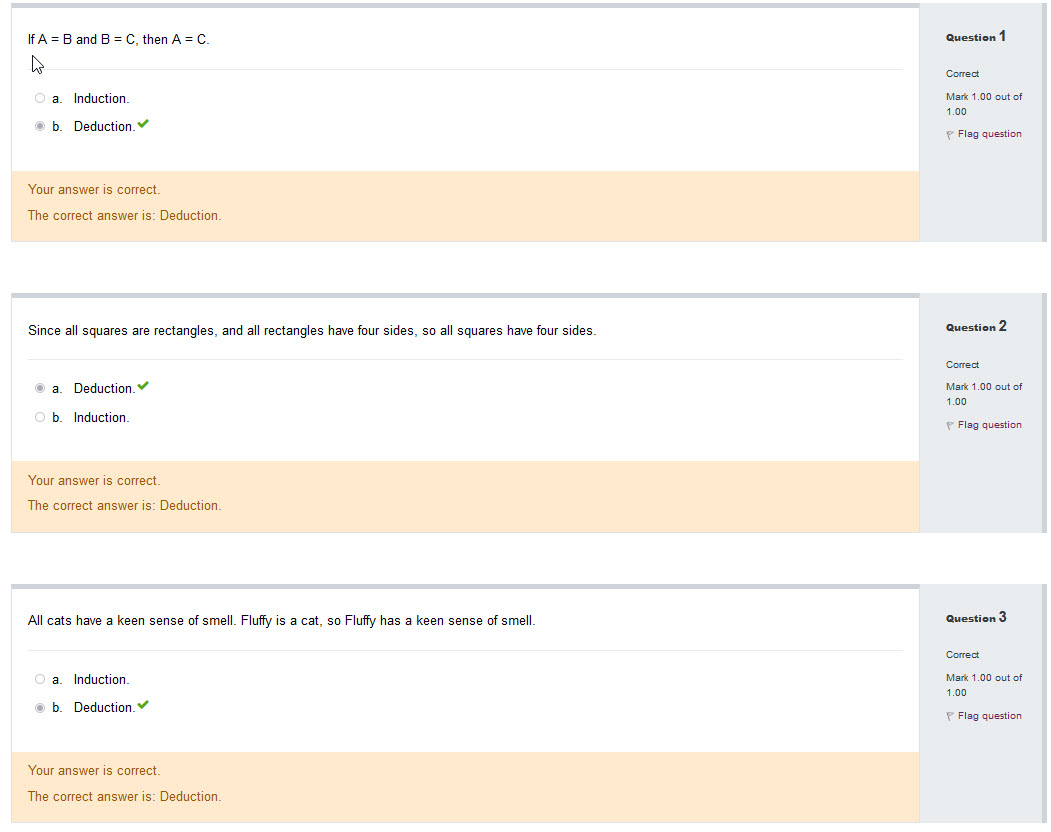 If A = B and B = C, then A = C.
a. Induction.
b. Deduction.
Your answer is correct.
The correct answer is: Deduction.
Question 1
Correct
Mark 1.00 out of
1.00
Flag question
Since all squares are rectangles, and all rectangles have four sides, so all squares have four sides.
a. Deduction.
b. Induction.
Your answer is correct.
The correct answer is: Deduction.
Question 2
Correct
Mark 1.00 out of
1.00
Flag question
All cats have a keen sense of smell. Fluffy is a cat, so Fluffy has a keen sense of smell.
a. Induction.
b. Deduction.
Your answer is correct.
The correct answer is: Deduction.
Question 3
Correct
Mark 1.00 out of
1.00
Flag question